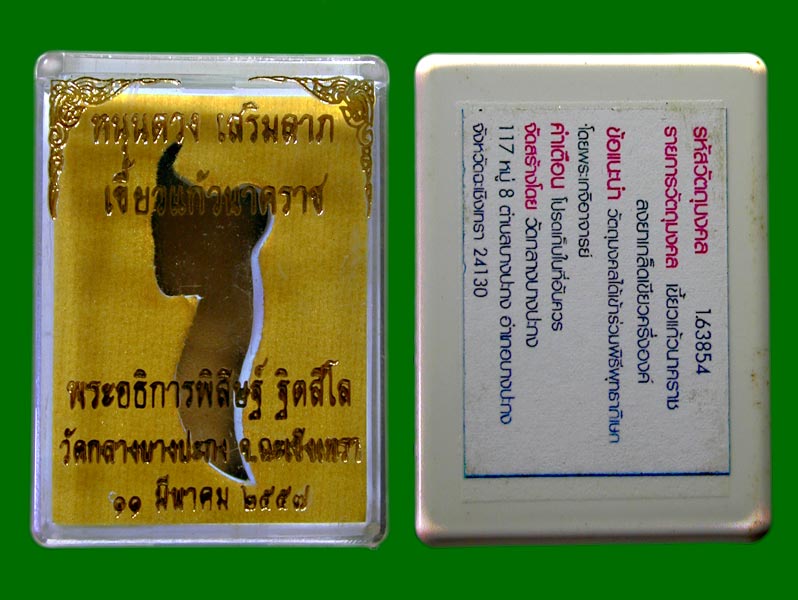 หนุนดวง เสริมลาภ
เขี้ยวแก้วนาคราช
พระอธิการพิสิษฐ์ ฐิตสีโล
วัดกลางบางปะกง จ.ฉะเชิงเทรา
๑๑ มีนาคม ๒๕๕๗
รหัสวัตถุมงคล 1.63854
รายการวัตถุมงคล เขี้ยวแก้วนาคราช
ลงยาเกล็ดเขียวครึ่งองค์
ข้อแนะนำ วัตถุมงคลได้เข้าร่วมพิธีพุทธาภิเษก
โดยพระเกจิอาจารย์
คำเตือน โปรดเก็บในที่อันควร
จัดสร้างโดย วัดกลางบางปะกง
117 หมู่ 8 ตำบลบางปะกง อำเภอบางปะกง
จังหวัดฉะเชิงเทรา 24130